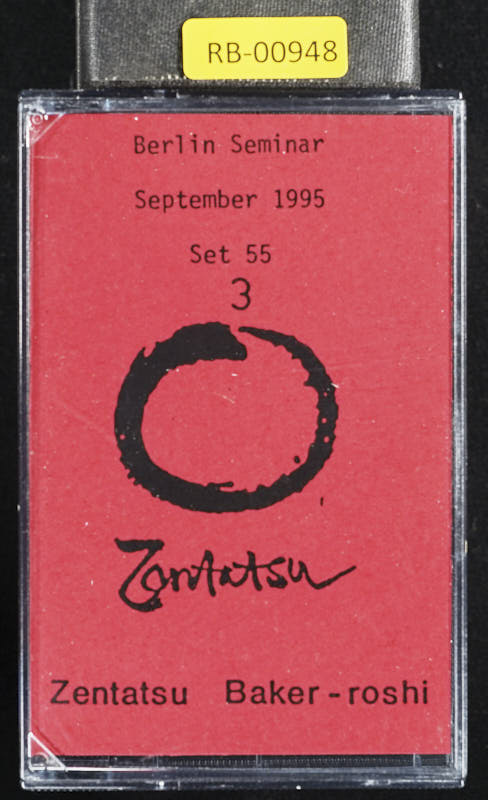 RB-00948
Berlin Seminar
September 1995
Set 55
3
Zentatsu
Zentatsu Baker-roshi